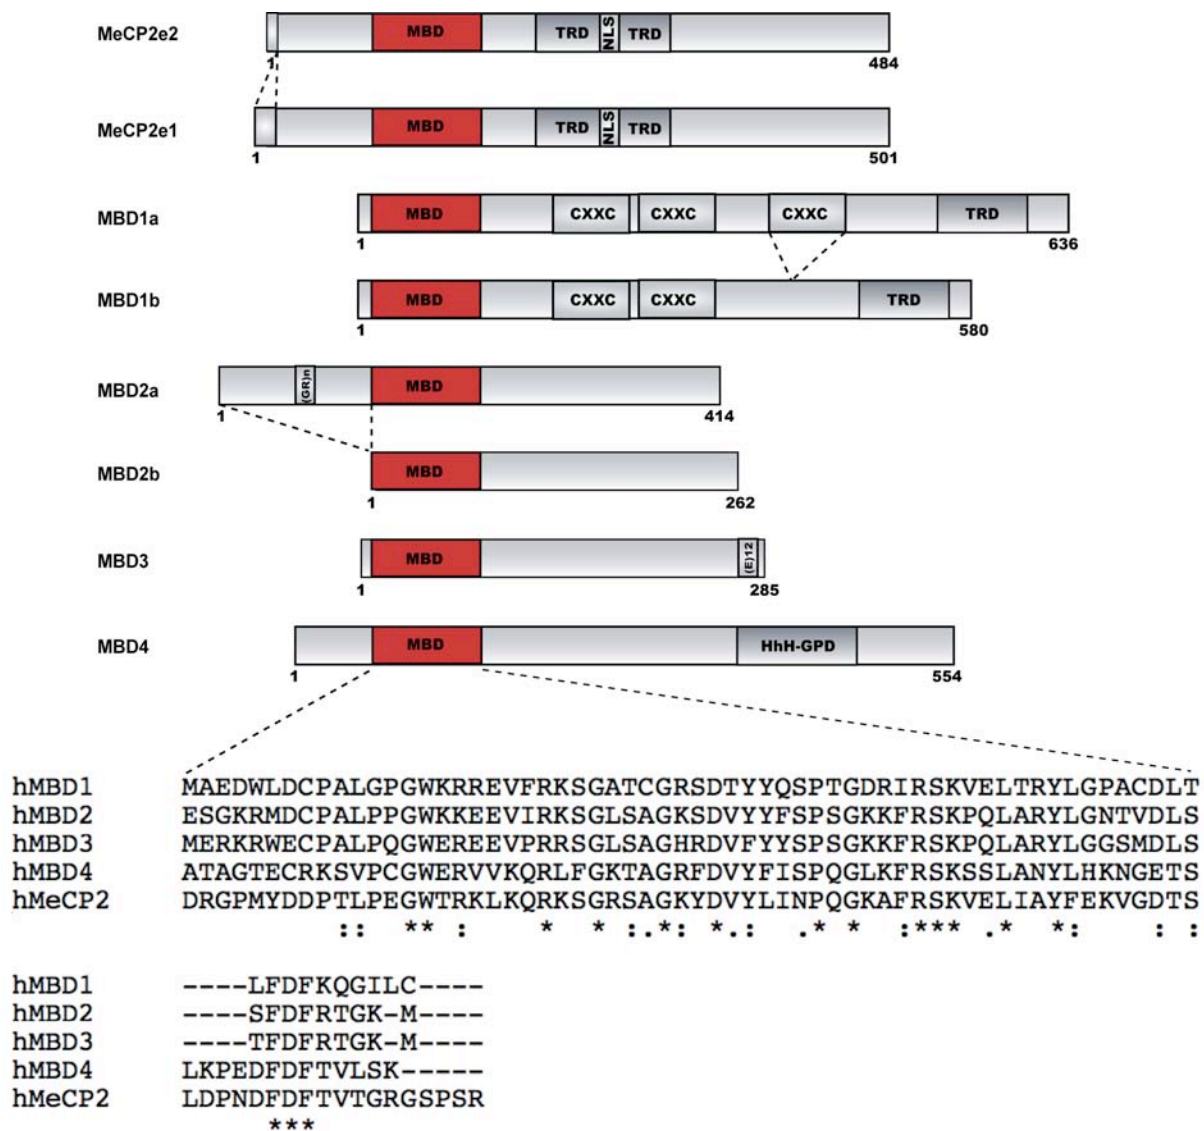 MeCP2e2 MBD TRD NLS TRD
1 484
MeCP2e1 MBD TRD NLS TRD
1 501
MBD1a MBD CXXC CXXC CXXC TRD
1 636
MBD1b MBD CXXC CXXC TRD
1 580
MBD2a (GR)n MBD
1 414
MBD2b MBD
1 262
MBD3 MBD (E)12
1 285
MBD4 MBD HhH-GPD
1 554
hMBD1 MAEDWLDCPALGPGWKRREVFRKSGATCGRSDTYYQSPTGDRIRSKVELTRYLGPACDLT
hMBD2 ESGKRMDCPALPPGWKKEEVIRKSGLSAGKSDVYYFSPSGKKFRSKPQLARYLGNTVDLS
hMBD3 MERKRWECPALPQGWEREEVPRRSGLSAGHRDVFYYSPSGKKFRSKPQLARYLGGSMDLS
hMBD4 ATAGTECRKSVPCGWERVVKQRLFGKTAGRFDVYFISPQGLKFRSKSSLANYLHKNGETS
hMeCP2 DRGPMYDDPTLPEGWTRKLKQRKSGRSAGKYDVYLINPQGKAFRSKVELIAYFEKVGDTS
:: ** : * * :.*: *.: .* * :*** .* *: : :
hMBD1 ----LFDFKQGILC----
hMBD2 ----SFDFRTGK-M----
hMBD3 ----TFDFRTGK-M----
hMBD4 LKPEDFDFTVLSK-----
hMeCP2 LDPNDFDFTVTGRGSPSR
***